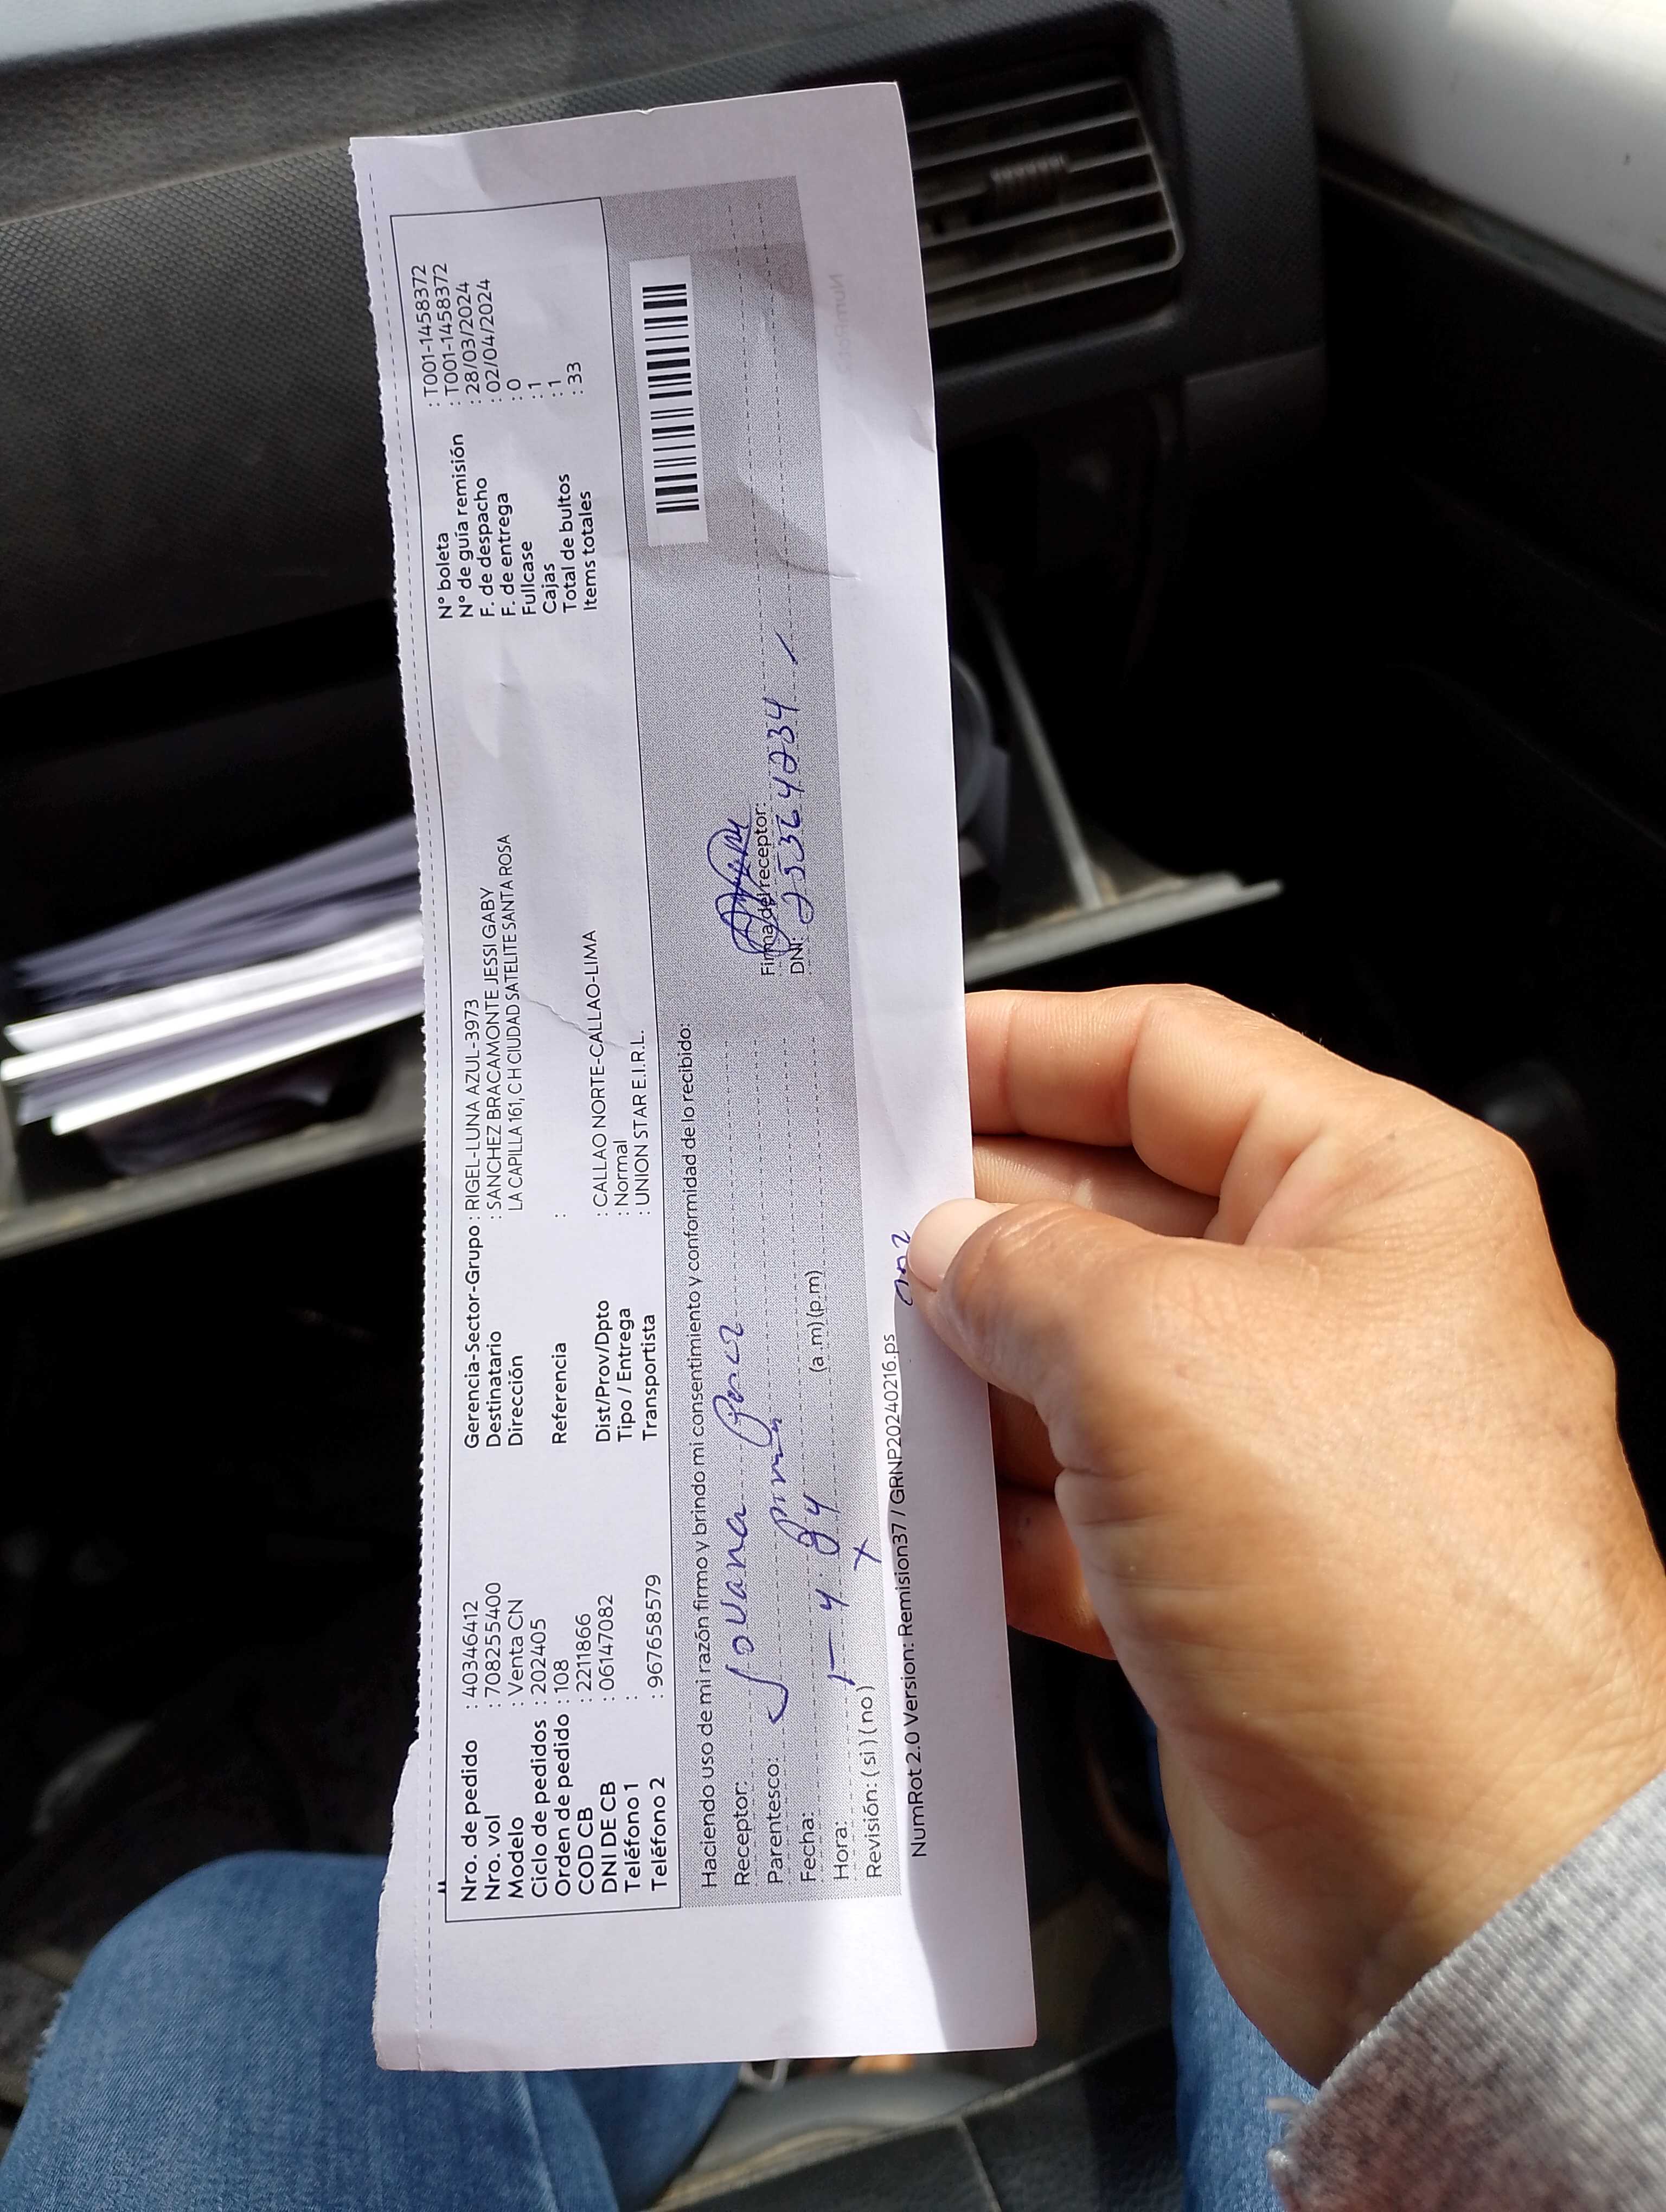 Nro. de pedido : 40346412
Nro. vol : 708255400
Modelo : Venta CN
Ciclo de pedidos : 202405
Orden de pedido : 108
COD CB : 2211866
DNI DE CB : 06147082
Teléfono 1 :
Teléfono 2 : 967658579
Gerencia-Sector-Grupo : RIGEL-LUNA AZUL-3973
Destinatario : SANCHEZ BRACAMONTE JESSI GABY
Dirección LA CAPILLA 161, C H CIUDAD SATELITE SANTA ROSA
Referencia :
Dist/Prov/Dpto : CALLAO NORTE-CALLAO-LIMA
Tipo / Entrega : Normal
Transportista : UNION STAR E.I.R.L.
N° boleta : T001-1458372
N° de guía remisión : T001-1458372
F. de despacho : 28/03/2024
F. de entrega : 02/04/2024
Fullcase : 0
Cajas : 1
Total de bultos : 1
Items totales : 33
Haciendo uso de mi razón firmo y brindo mi consentimiento y conformidad de lo recibido:
Receptor: Jovana
Parentesco:
Fecha:
Hora: (a.m) (p.m)
Revisión: ( si ) ( no )
Firma del receptor:
DNI: 25364234
NumRot 2.0 Version: Remision37 / GRNP20240216.ps